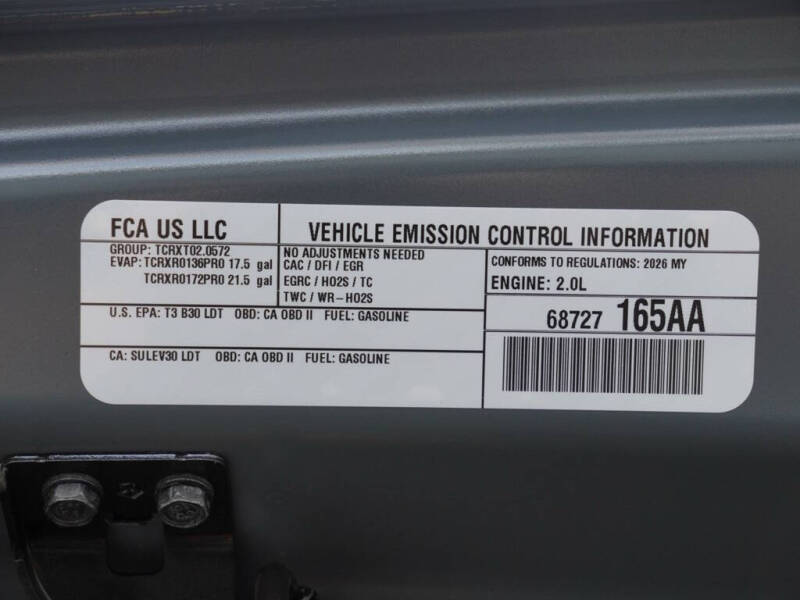 FCA US LLC
VEHICLE EMISSION CONTROL INFORMATION
GROUP: TCRXT02.0572
EVAP: TCRXR0136PR0 17.5 gal
TCRXR0172PR0 21.5 gal
NO ADJUSTMENTS NEEDED
CAC / DFI / EGR
EGRC / HO2S / TC
TWC / WR-HO2S
CONFORMS TO REGULATIONS: 2026 MY
ENGINE: 2.0L
U.S. EPA: T3 B30 LDT OBD: CA OBD II FUEL: GASOLINE
CA: SULEV30 LDT OBD: CA OBD II FUEL: GASOLINE
68727 165AA